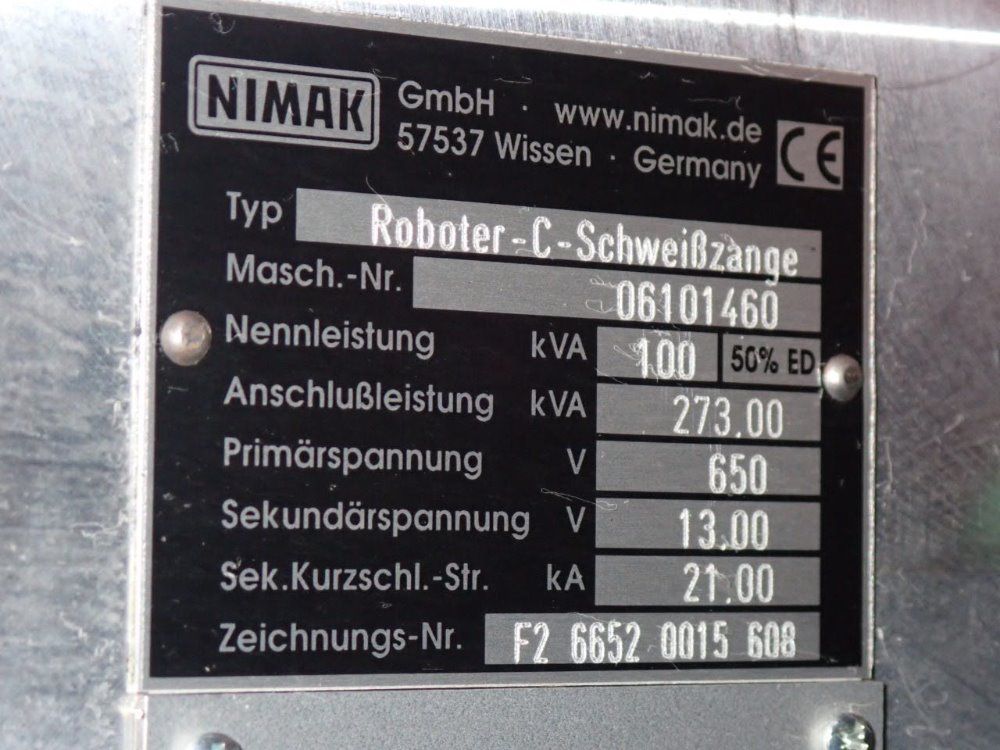 NIMAK GmbH · www.nimak.de
57537 Wissen · Germany CE
Typ Roboter-C-Schweißzange
Masch.-Nr. 06101460
Nennleistung kVA 100 50% ED
Anschlußleistung kVA 273.00
Primärspannung V 650
Sekundärspannung V 13.00
Sek.Kurzschl.-Str. kA 21.00
Zeichnungs-Nr. F2 6652 0015 608